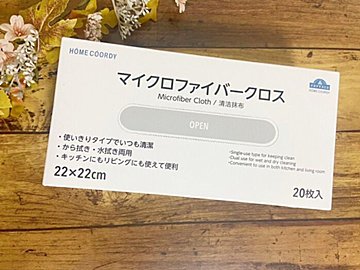 HOME COORDY
マイクロファイバークロス
Microfiber Cloth / 清洁抹布
HOME COORDY
OPEN
・使いきりタイプでいつも清潔
・から拭き・水拭き両用
・キッチンにもリビングにも使えて便利
・Single-use type for keeping clean
・Dual use for wet and dry cleaning
・Convenient to use in both kitchen and living room
22×22cm
20枚入